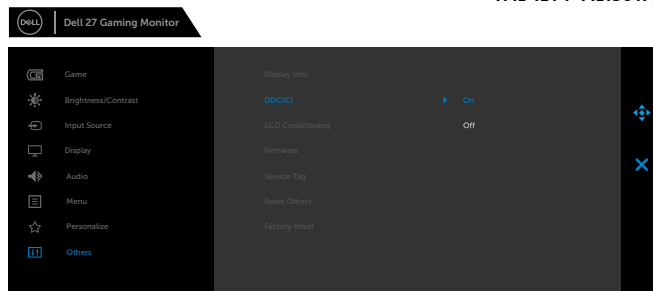 DELL
Dell 27 Gaming Monitor
Game
Display Info
Brightness/Contrast
DDC/CI
On
Input Source
LCD Conditioning
Off
Display
Firmware
Audio
Service Tag
Menu
Reset Others
Personalize
Factory Reset
Others